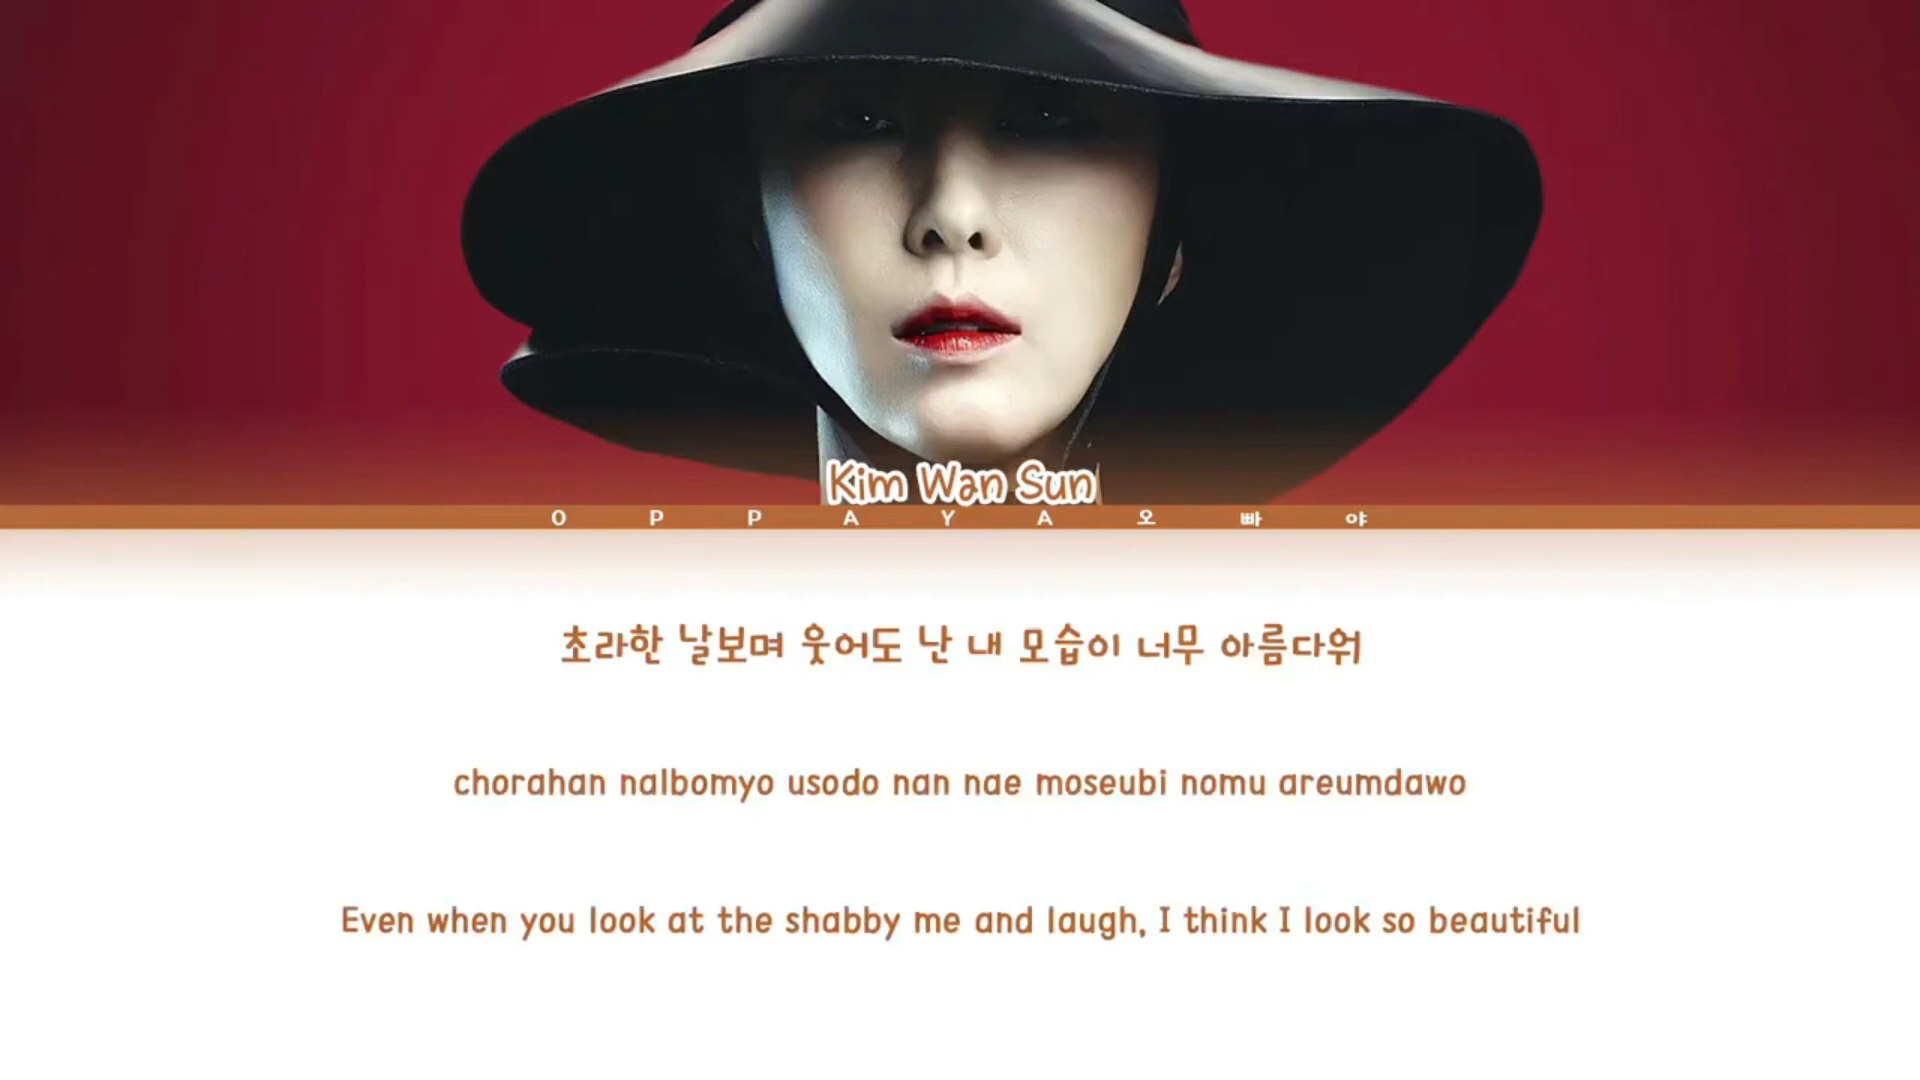 Kim Wan Sun
O P P A Y A 오 빠 야
초라한 날보며 웃어도 난 내 모습이 너무 아름다워
chorahan nalbomyo usodo nan nae moseubi nomu areumdawo
Even when you look at the shabby me and laugh, I think I look so beautiful